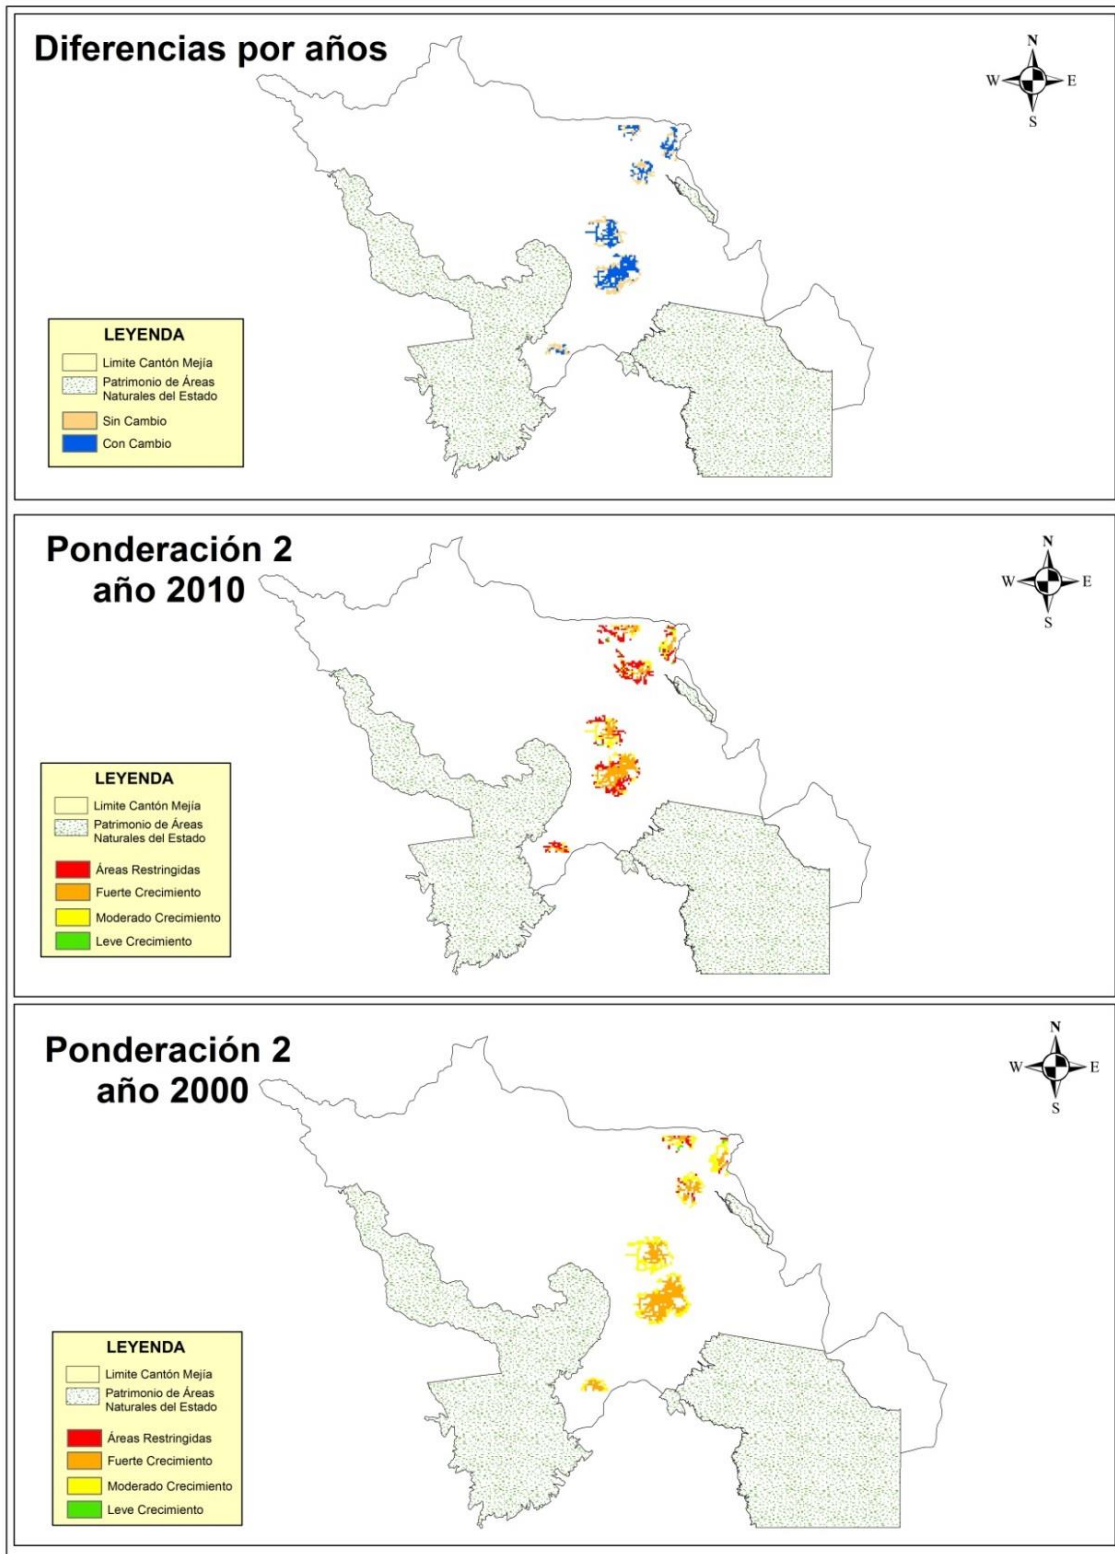 Diferencias por años
N
W E
S
LEYENDA
Limite Cantón Mejía
Patrimonio de Áreas
Naturales del Estado
Sin Cambio
Con Cambio
Ponderación 2
año 2010
N
W E
S
LEYENDA
Limite Cantón Mejía
Patrimonio de Áreas
Naturales del Estado
Áreas Restringidas
Fuerte Crecimiento
Moderado Crecimiento
Leve Crecimiento
Ponderación 2
año 2000
N
W E
S
LEYENDA
Limite Cantón Mejía
Patrimonio de Áreas
Naturales del Estado
Áreas Restringidas
Fuerte Crecimiento
Moderado Crecimiento
Leve Crecimiento